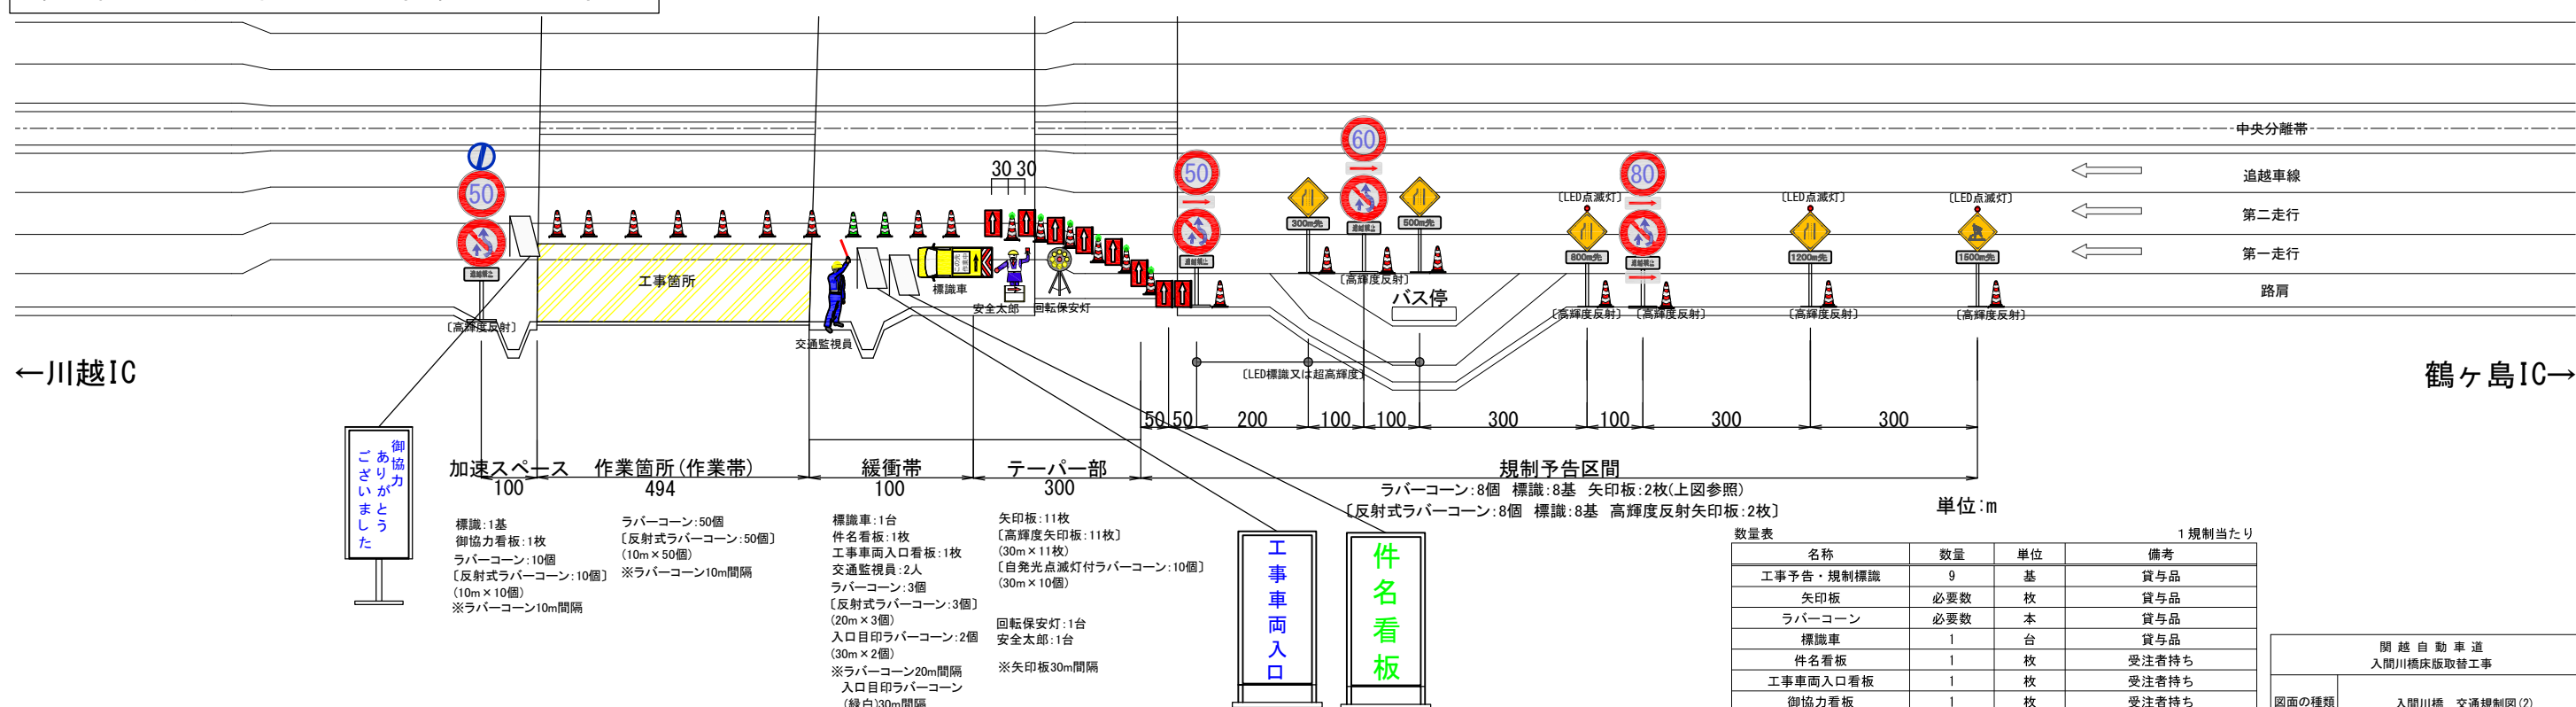 中央分離帯
追越車線
第二走行
第一走行
路肩
30 30
50
50
追越禁止
300m先
60
追越禁止
500m先
〔LED点滅灯〕
800m先
80
追越禁止
〔LED点滅灯〕
1200m先
〔LED点滅灯〕
1500m先
追越禁止
〔高輝度反射〕
工事箇所
交通監視員
標識車
安全太郎
回転保安灯
〔高輝度反射〕
バス停
〔高輝度反射〕
〔高輝度反射〕
〔高輝度反射〕
〔高輝度反射〕
〔LED標識又は超高輝度〕
←川越IC
鶴ヶ島IC→
50 50 200 100 100 300 100 300 300
加速スペース
100
作業箇所(作業帯)
494
緩衝帯
100
テーパー部
300
規制予告区間
ラバーコーン:8個 標識:8基 矢印板:2枚(上図参照)
〔反射式ラバーコーン:8個 標識:8基 高輝度反射矢印板:2枚〕
単位:m
御協力
ありがとう
ございました
標識:1基
御協力看板:1枚
ラバーコーン:10個
〔反射式ラバーコーン:10個〕
(10m×10個)
※ラバーコーン10m間隔
ラバーコーン:50個
〔反射式ラバーコーン:50個〕
(10m×50個)
※ラバーコーン10m間隔
標識車:1台
件名看板:1枚
工事車両入口看板:1枚
交通監視員:2人
ラバーコーン:3個
〔反射式ラバーコーン:3個〕
(20m×3個)
入口目印ラバーコーン:2個
(30m×2個)
※ラバーコーン20m間隔
入口目印ラバーコーン
(緑白)30m間隔
矢印板:11枚
〔高輝度矢印板:11枚〕
(30m×11枚)
〔自発光点滅灯付ラバーコーン:10個〕
(30m×10個)
回転保安灯:1台
安全太郎:1台
※矢印板30m間隔
工事車両入口
件名看板
数量表 1規制当たり
名称 数量 単位 備考
工事予告・規制標識 9 基 貸与品
矢印板 必要数 枚 貸与品
ラバーコーン 必要数 本 貸与品
標識車 1 台 貸与品
件名看板 1 枚 受注者持ち
工事車両入口看板 1 枚 受注者持ち
御協力看板 1 枚 受注者持ち
関越自動車道
入間川橋床版取替工事
図面の種類 入間川橋 交通規制図(2)